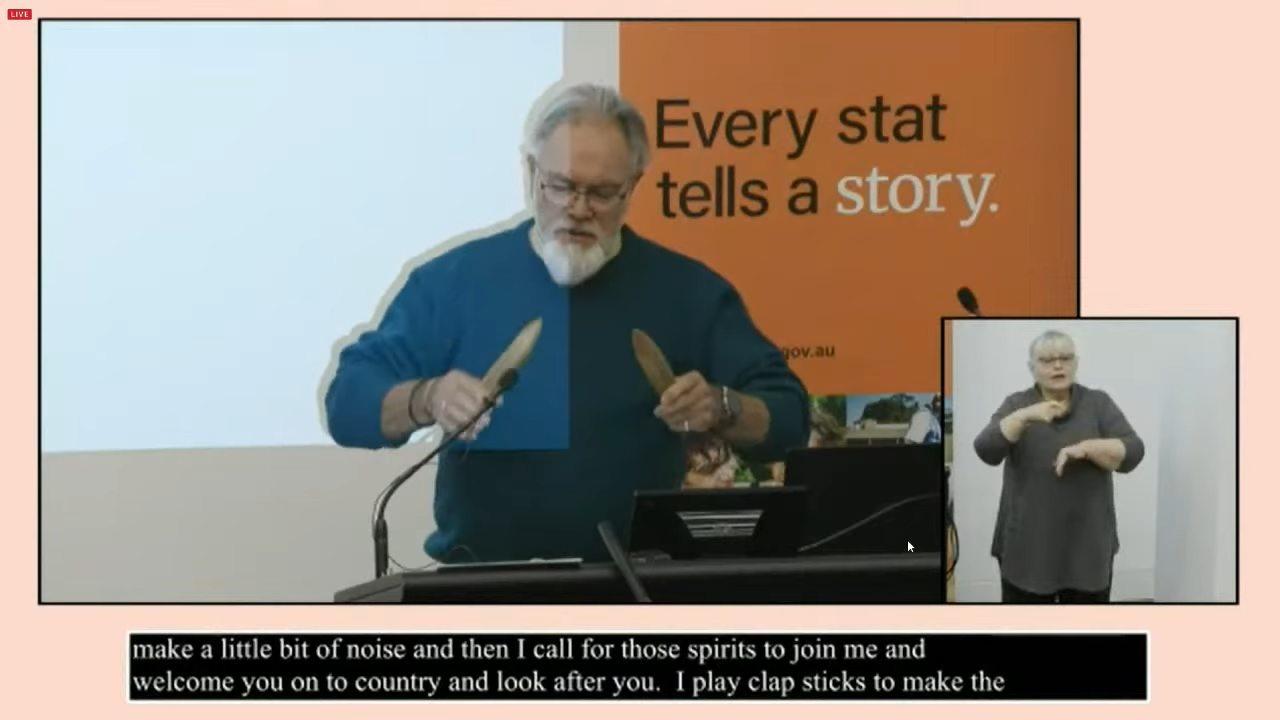 LIVE
Every stat
tells a story.
gov.au
make a little bit of noise and then I call for those spirits to join me and
welcome you on to country and look after you.  I play clap sticks to make the